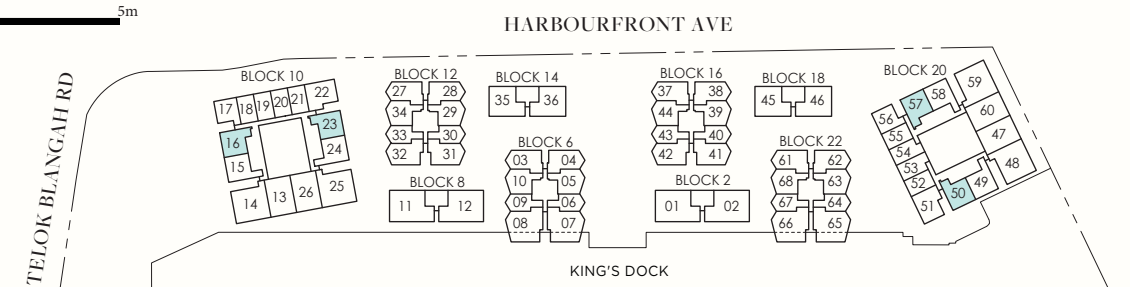 5m
HARBOURFRONT AVE
TELOK BLANGAH RD
BLOCK 10
17 18 19 20 21 22
16 23
15 24
14 13 26 25
BLOCK 12
27 28
34 29
33 30
32 31
BLOCK 14
35 36
BLOCK 6
03 04
10 05
09 06
08 07
BLOCK 8
11 12
BLOCK 16
37 38
44 39
43 40
42 41
BLOCK 18
45 46
BLOCK 2
01 02
BLOCK 22
61 62
68 63
67 64
66 65
BLOCK 20
59
58
57
60
56
55
47
54
53
48
52
49
50
51
KING'S DOCK